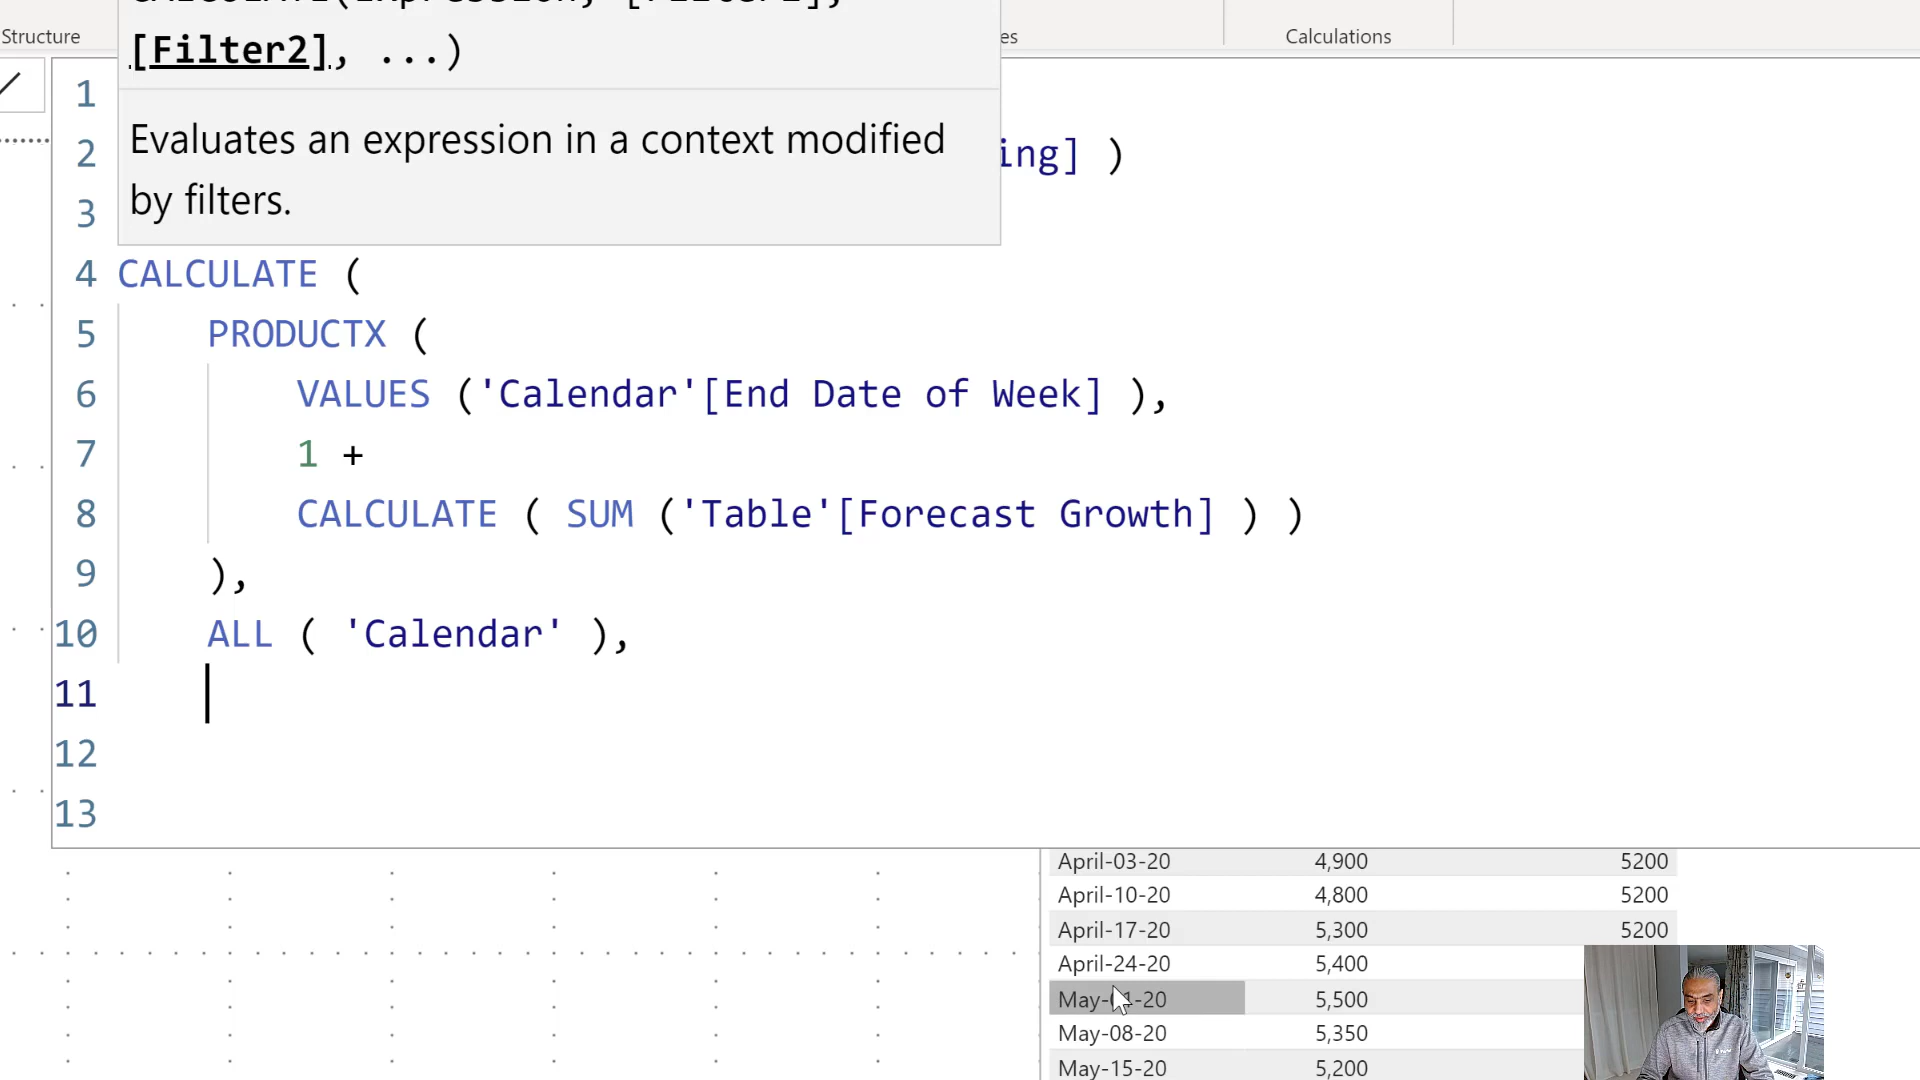 Structure
[Filter2], ...)
Calculations
Evaluates an expression in a context modified
by filters.
1
2 ing] )
3
4 CALCULATE (
5 PRODUCTX (
6 VALUES ('Calendar'[End Date of Week] ),
7 1 +
8 CALCULATE ( SUM ('Table'[Forecast Growth] ) )
9 ),
10 ALL ( 'Calendar' ),
11
12
13
April-03-20 4,900 5200
April-10-20 4,800 5200
April-17-20 5,300 5200
April-24-20 5,400
May-01-20 5,500
May-08-20 5,350
May-15-20 5,200